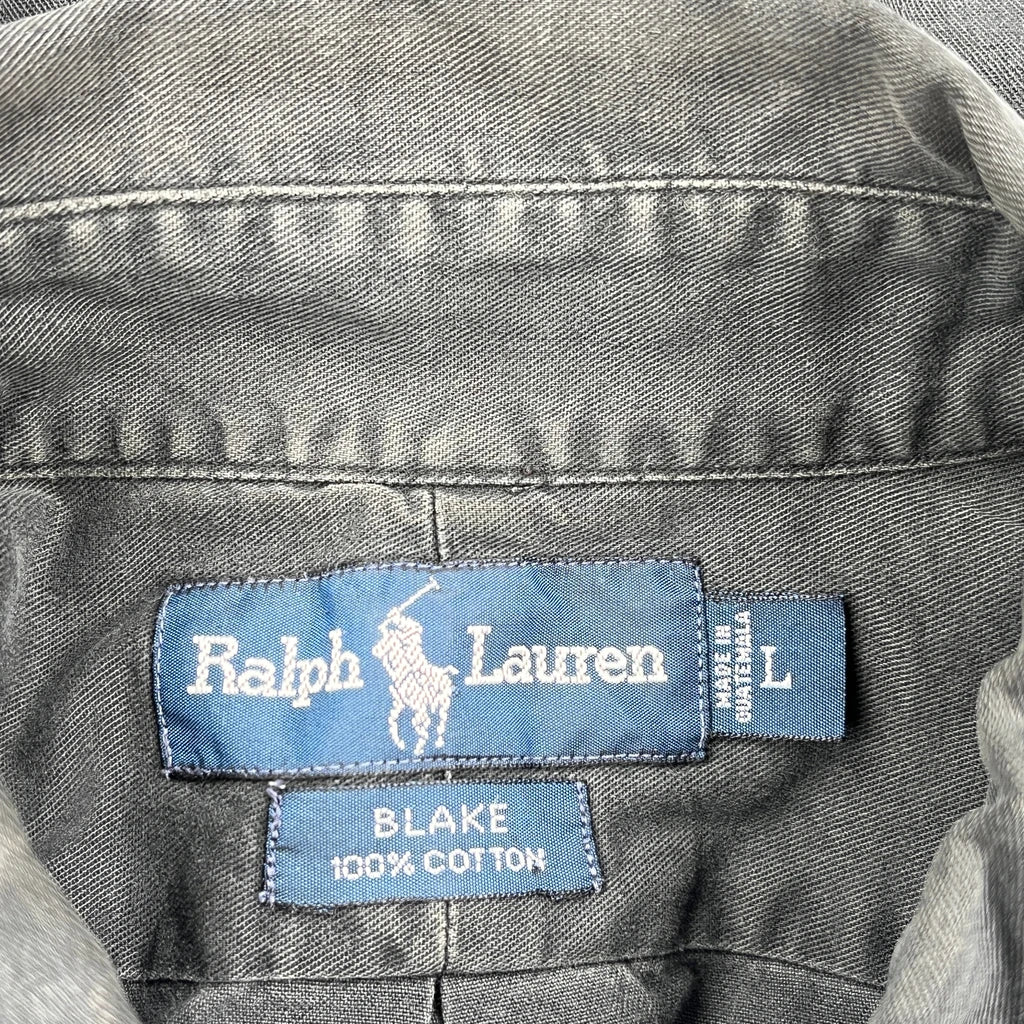 Ralph Lauren
MADE IN
GUATEMALA
L
BLAKE
100% COTTON